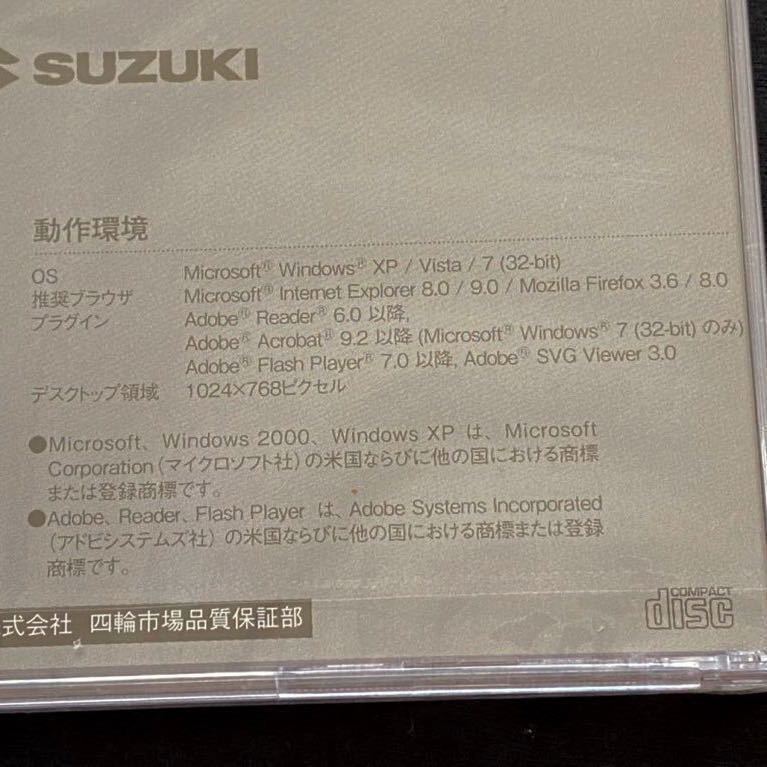 SUZUKI
動作環境
OS Microsoft® Windows® XP / Vista / 7 (32-bit)
推奨ブラウザ Microsoft® Internet Explorer 8.0 / 9.0 / Mozilla Firefox 3.6 / 8.0
プラグイン Adobe® Reader® 6.0 以降,
Adobe® Acrobat® 9.2 以降 (Microsoft® Windows® 7 (32-bit) のみ)
Adobe® Flash Player® 7.0 以降, Adobe® SVG Viewer 3.0
デスクトップ領域 1024×768ピクセル
●Microsoft、Windows 2000、Windows XP は、Microsoft
Corporation(マイクロソフト社)の米国ならびに他の国における商標
または登録商標です。
●Adobe、Reader、Flash Player は、Adobe Systems Incorporated
(アドビシステムズ社) の米国ならびに他の国における商標または登録
商標です。
式会社 四輪市場品質保証部
COMPACT
disc